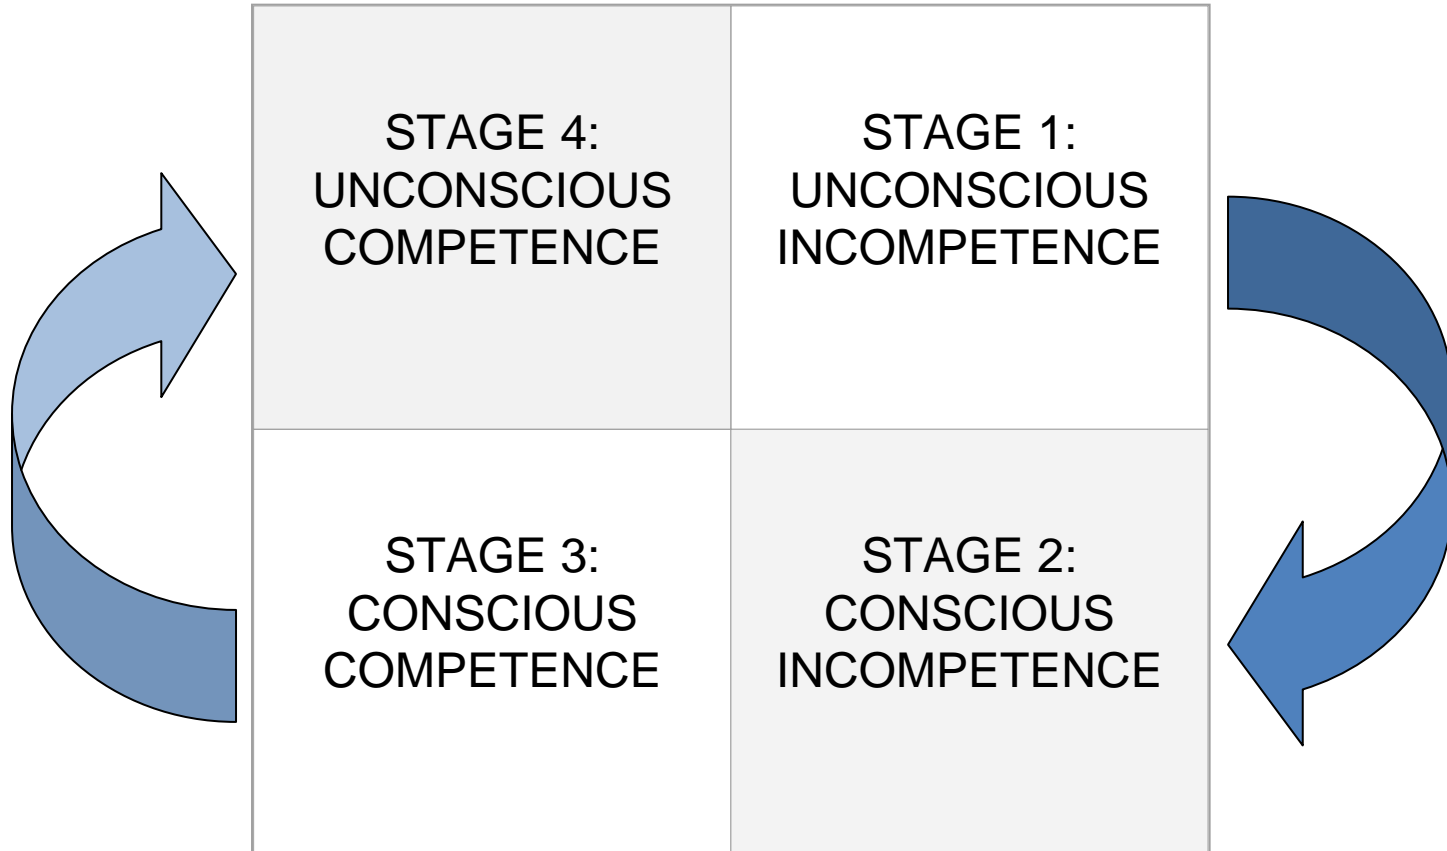 STAGE 4:
UNCONSCIOUS
COMPETENCE
STAGE 1:
UNCONSCIOUS
INCOMPETENCE
STAGE 3:
CONSCIOUS
COMPETENCE
STAGE 2:
CONSCIOUS
INCOMPETENCE